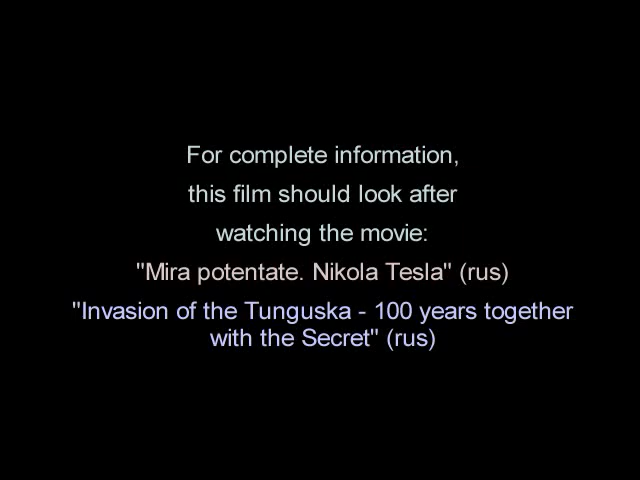 For complete information,
this film should look after
watching the movie:
"Mira potentate. Nikola Tesla" (rus)
"Invasion of the Tunguska - 100 years together
with the Secret" (rus)